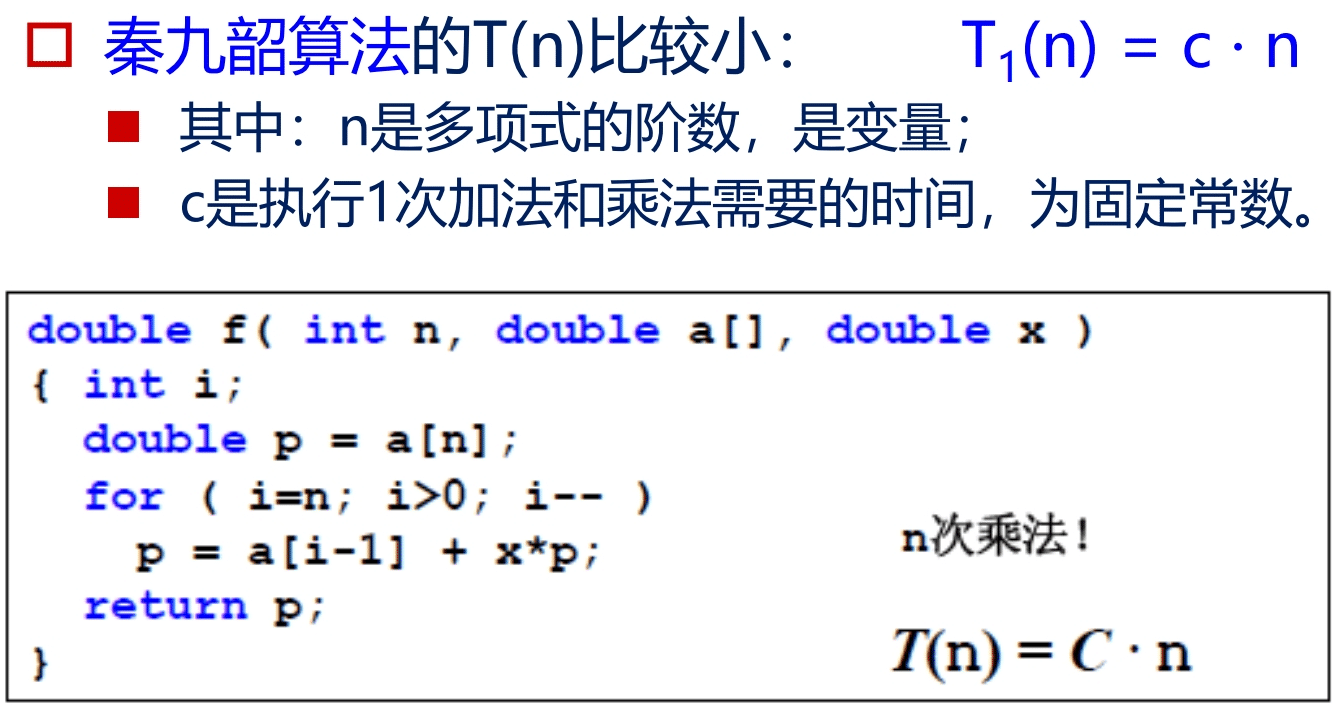 秦九韶算法的T(n)比较小： T₁(n) = c · n
其中：n是多项式的阶数，是变量；
c是执行1次加法和乘法需要的时间，为固定常数。
double f( int n, double a[], double x )
{ int i;
double p = a[n];
for ( i=n; i>0; i-- )
p = a[i-1] + x*p;
n次乘法！
return p;
T(n) = C · n
}